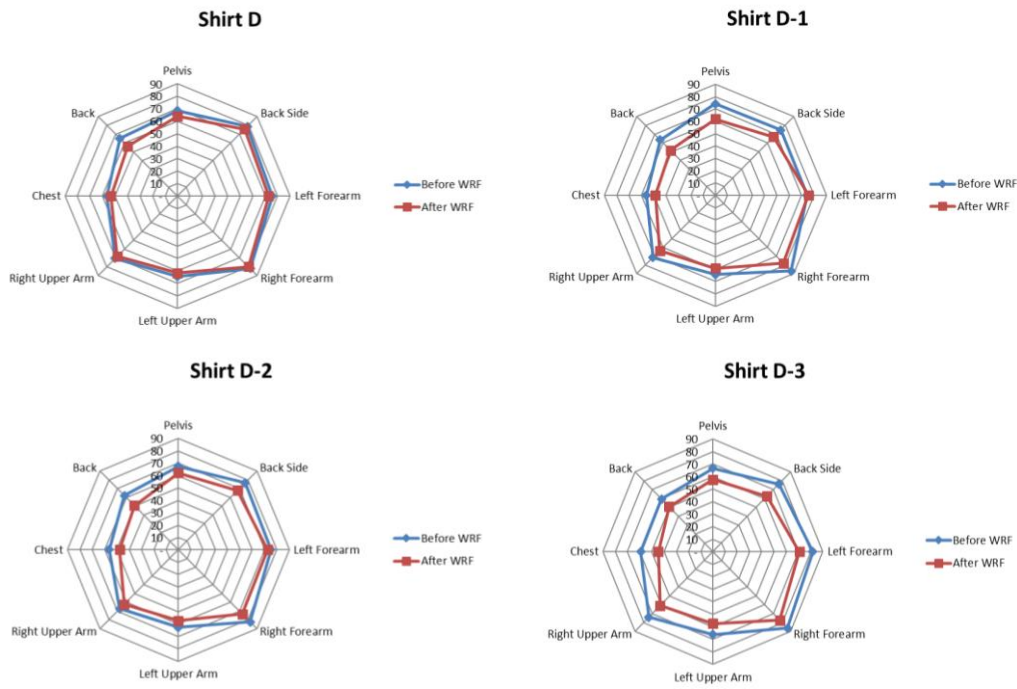 Shirt D
Pelvis
90
80
70
60
50
40
30
20
10
-
Back Side
Left Forearm
Right Forearm
Left Upper Arm
Right Upper Arm
Chest
Back
Before WRF
After WRF
Shirt D-1
Pelvis
90
80
70
60
50
40
30
20
10
-
Back Side
Left Forearm
Right Forearm
Left Upper Arm
Right Upper Arm
Chest
Back
Before WRF
After WRF
Shirt D-2
Pelvis
90
80
70
60
50
40
30
20
10
-
Back Side
Left Forearm
Right Forearm
Left Upper Arm
Right Upper Arm
Chest
Back
Before WRF
After WRF
Shirt D-3
Pelvis
90
80
70
60
50
40
30
20
10
-
Back Side
Left Forearm
Right Forearm
Left Upper Arm
Right Upper Arm
Chest
Back
Before WRF
After WRF